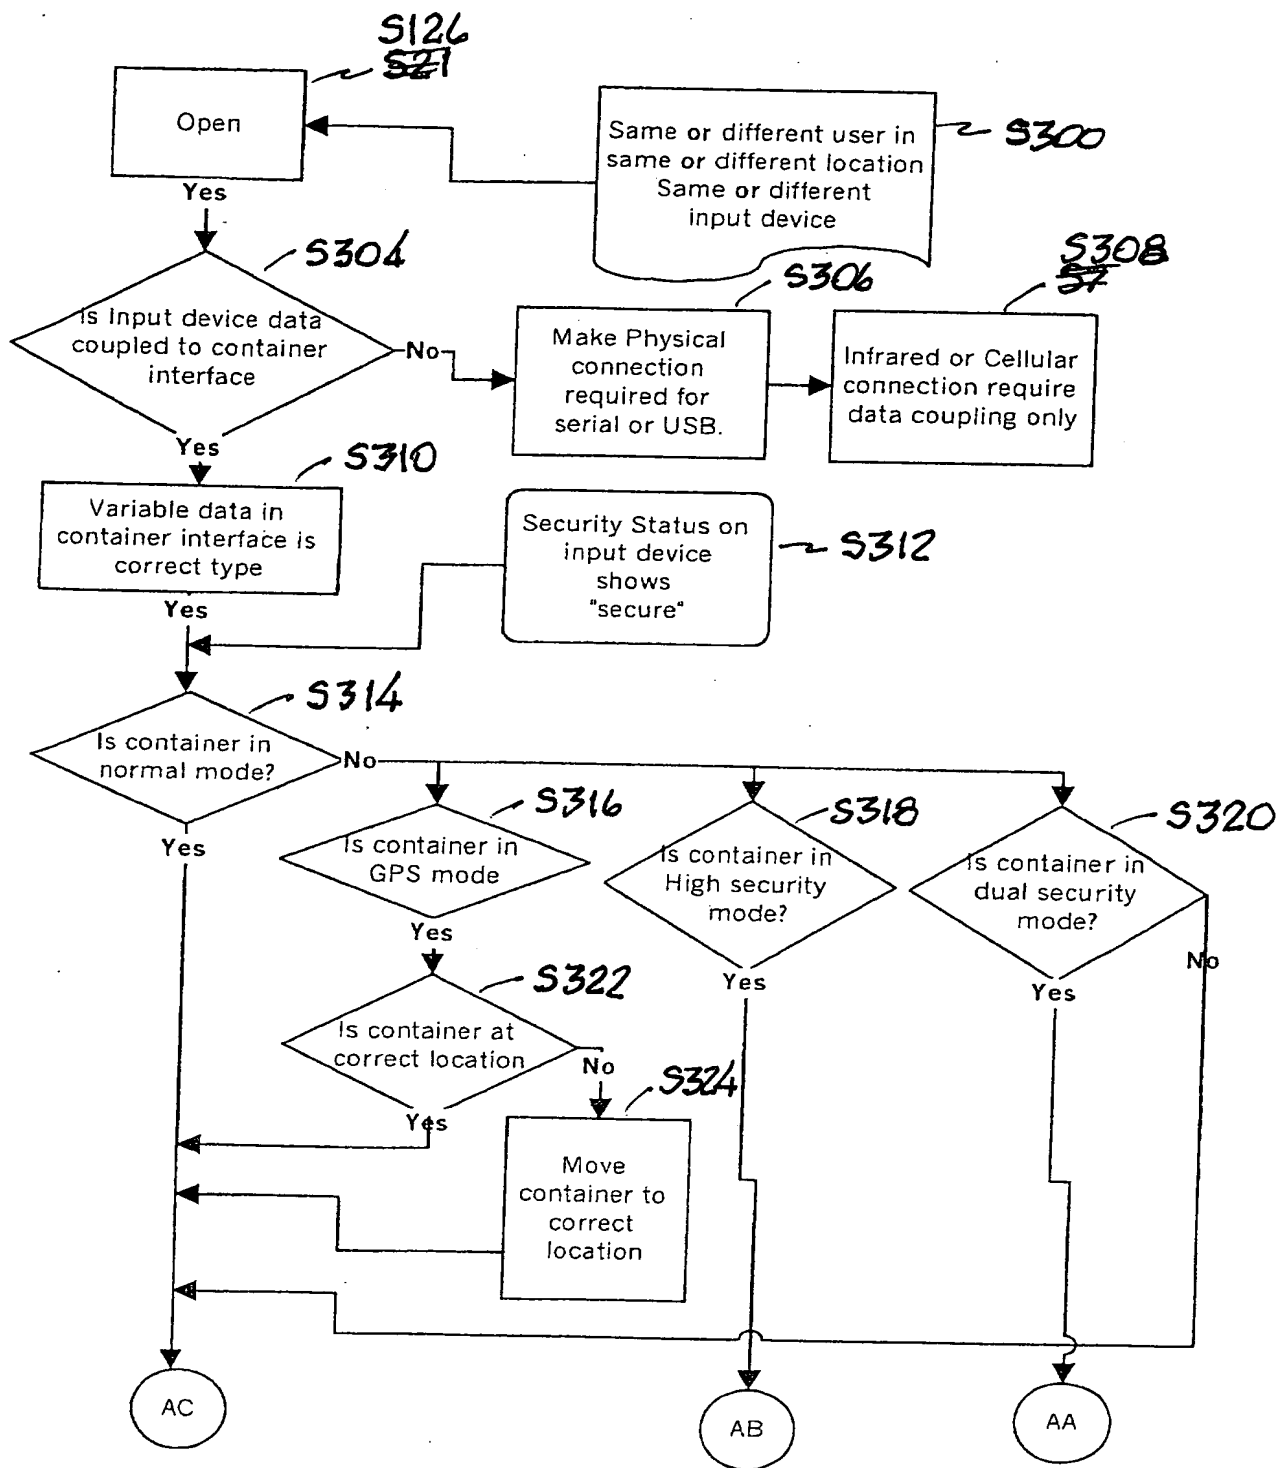 S126
S21
Open
Same or different user in
same or different location
Same or different
input device
S300
Yes
S304
Is Input device data
coupled to container
interface
No
S306
Make Physical
connection
required for
serial or USB.
S308
S7
Infrared or Cellular
connection require
data coupling only
Yes
S310
Variable data in
container interface is
correct type
Security Status on
input device
shows
"secure"
S312
Yes
S314
Is container in
normal mode?
No
Yes
S316
Is container in
GPS mode
S318
Is container in
High security
mode?
S320
Is container in
dual security
mode?
Yes
Yes
Yes
No
S322
Is container at
correct location
No
Yes
S324
Move
container to
correct
location
AC
AB
AA